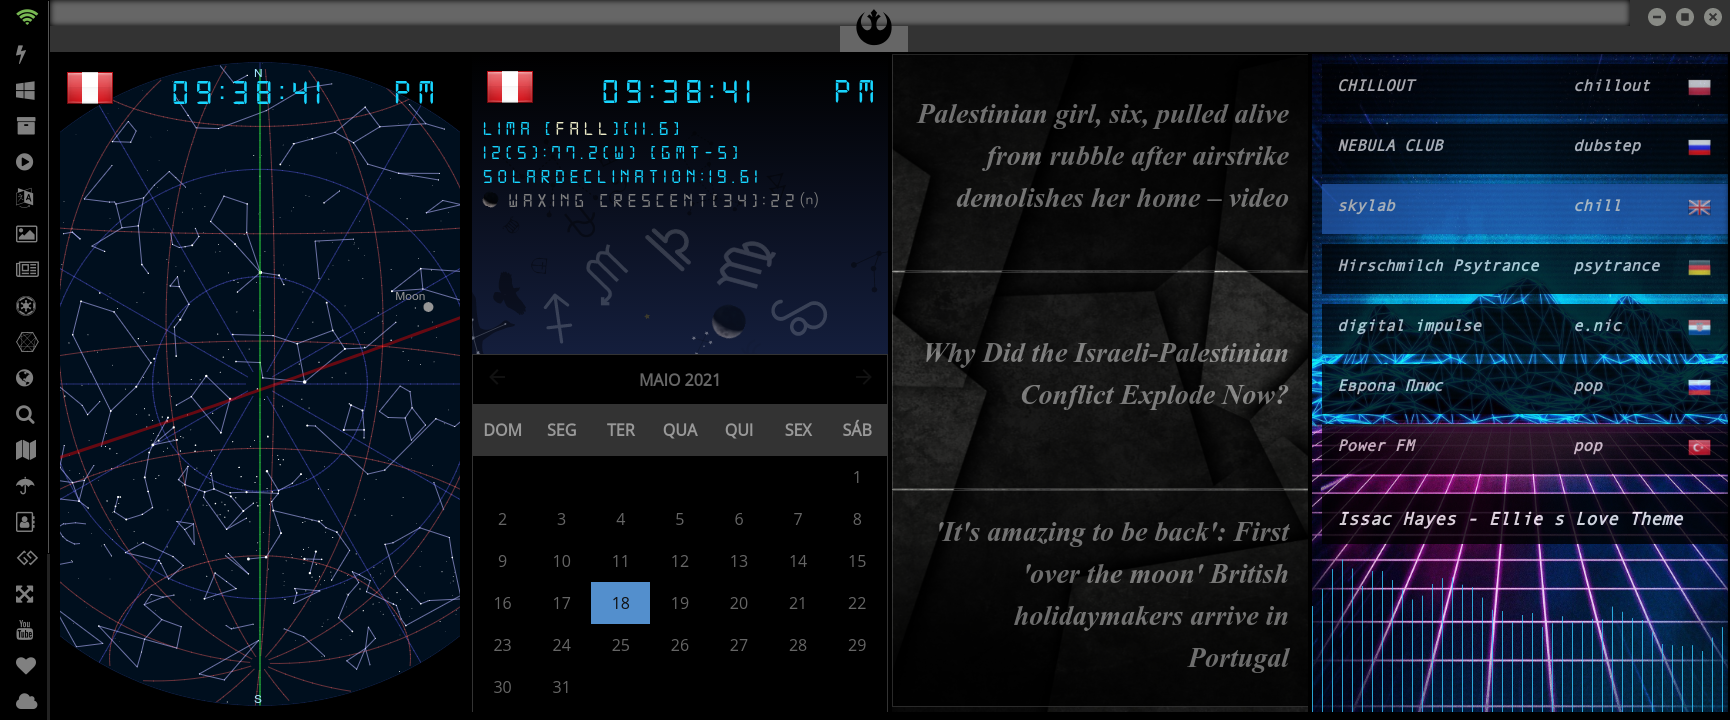 N
09:38:41 PM
Moon
S
09:38:41 PM
LIMA [FALL][11.6]
12(S):77.2(W) [GMT-5]
SOLARDECLINATION:19.61
WAXING CRESCENT[34]:22(n)
MAIO 2021
DOM SEG TER QUA QUI SEX SÁB
1
2 3 4 5 6 7 8
9 10 11 12 13 14 15
16 17 18 19 20 21 22
23 24 25 26 27 28 29
30 31
Palestinian girl, six, pulled alive
from rubble after airstrike
demolishes her home – video
Why Did the Israeli-Palestinian
Conflict Explode Now?
'It's amazing to be back': First
'over the moon' British
holidaymakers arrive in
Portugal
CHILLOUT chillout
NEBULA CLUB dubstep
skylab chill
Hirschmilch Psytrance psytrance
digital impulse e.nic
Европа Плюс pop
Power FM pop
Issac Hayes - Ellie s Love Theme
You
Tube